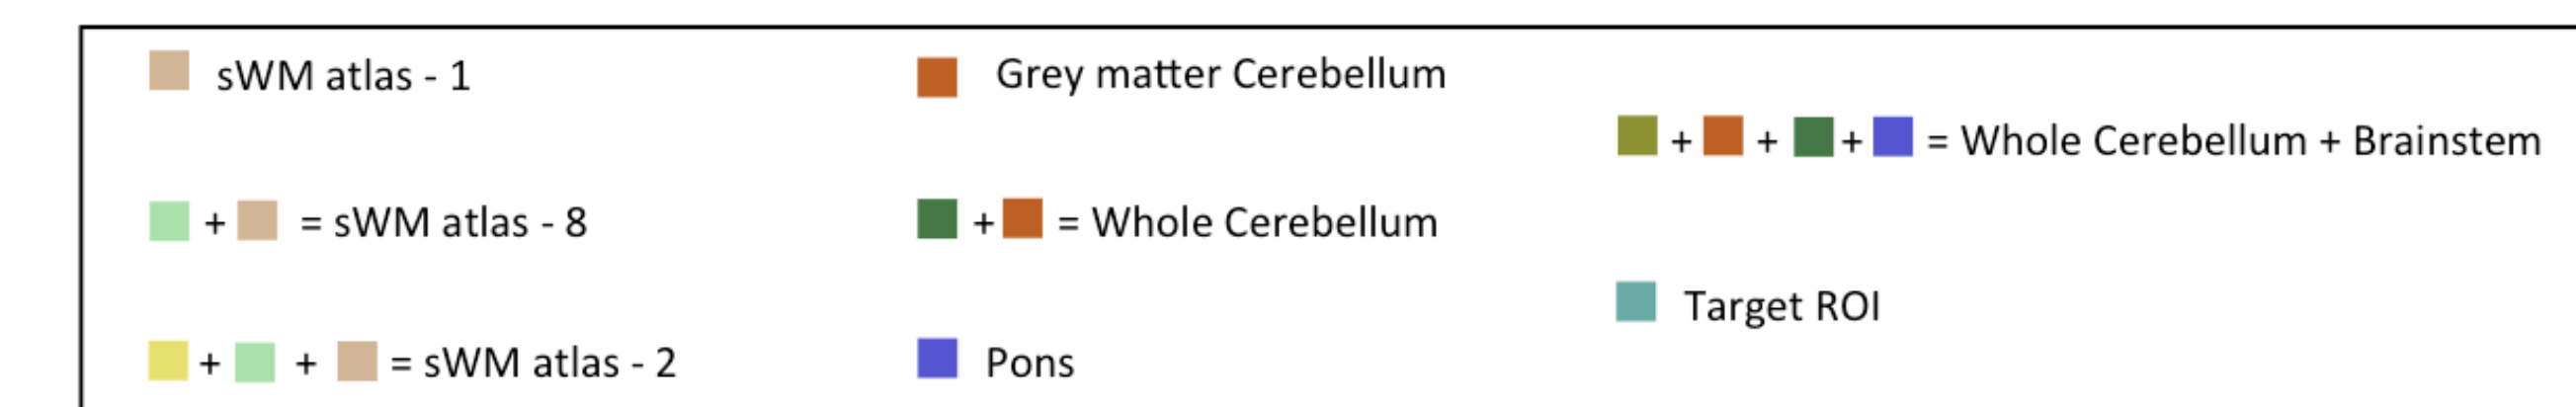 sWM atlas - 1
+ = sWM atlas - 8
+ + = sWM atlas - 2
Grey matter Cerebellum
+ = Whole Cerebellum
Pons
+ + + = Whole Cerebellum + Brainstem
Target ROI